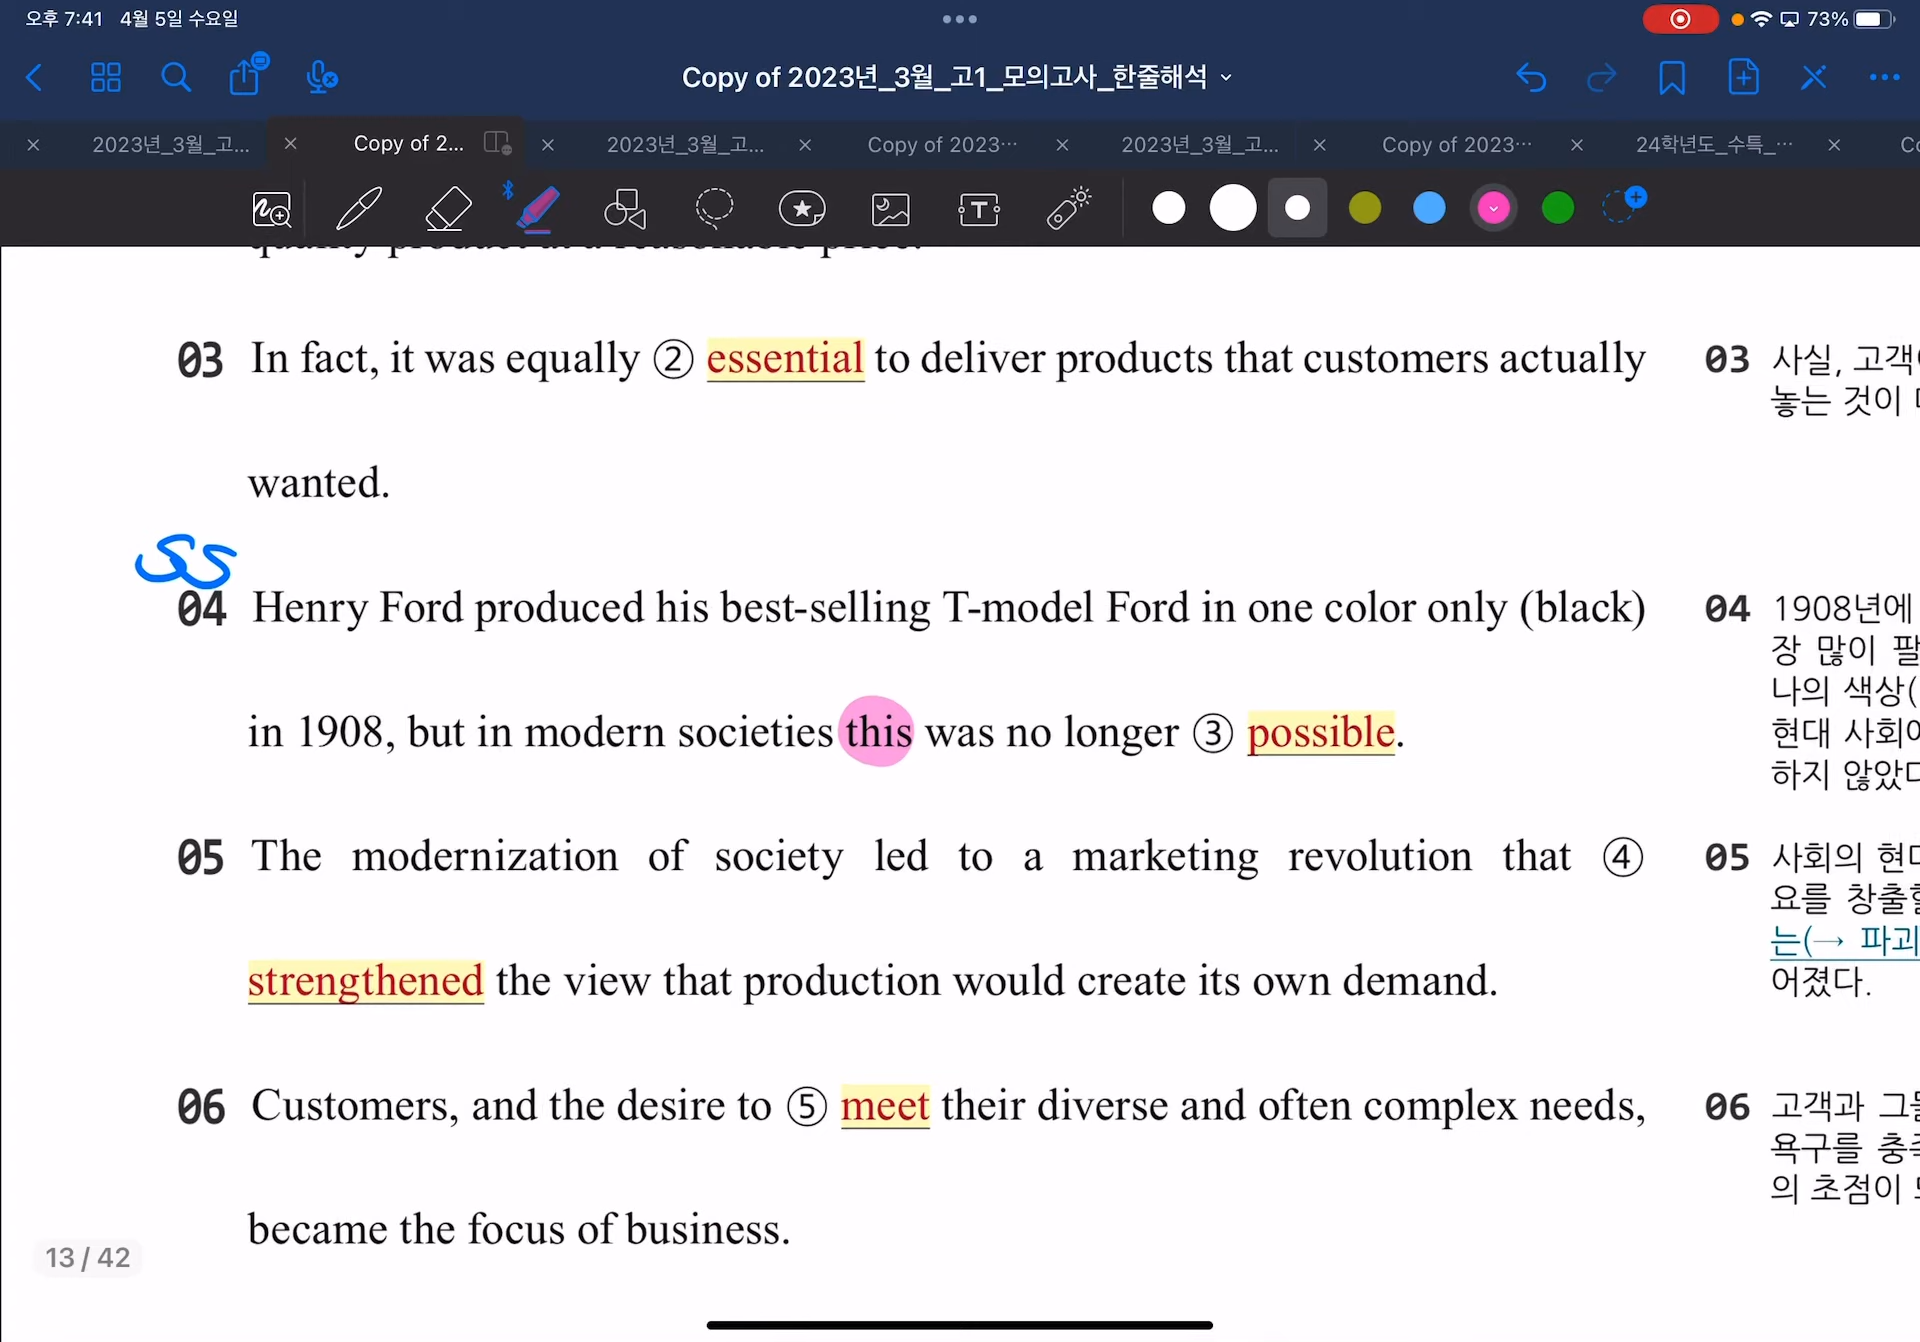 오후 7:41 4월 5일 수요일
73%
Copy of 2023년_3월_고1_모의고사_한줄해석
2023년_3월_고...
Copy of 2...
2023년_3월_고...
Copy of 2023...
2023년_3월_고...
Copy of 2023...
24학년도_수특_...
quality product at a reasonable price.
03 In fact, it was equally ② essential to deliver products that customers actually
wanted.
SS
04 Henry Ford produced his best-selling T-model Ford in one color only (black)
in 1908, but in modern societies this was no longer ③ possible.
05 The modernization of society led to a marketing revolution that ④
strengthened the view that production would create its own demand.
06 Customers, and the desire to ⑤ meet their diverse and often complex needs,
became the focus of business.
03 사실, 고객
놓는 것이
04 1908년에
장 많이 팔
나의 색상(
현대 사회에
하지 않았다
05 사회의 현대
요를 창출할
는(→ 파괴
어졌다.
06 고객과 그들
욕구를 충족
의 초점이
13 / 42